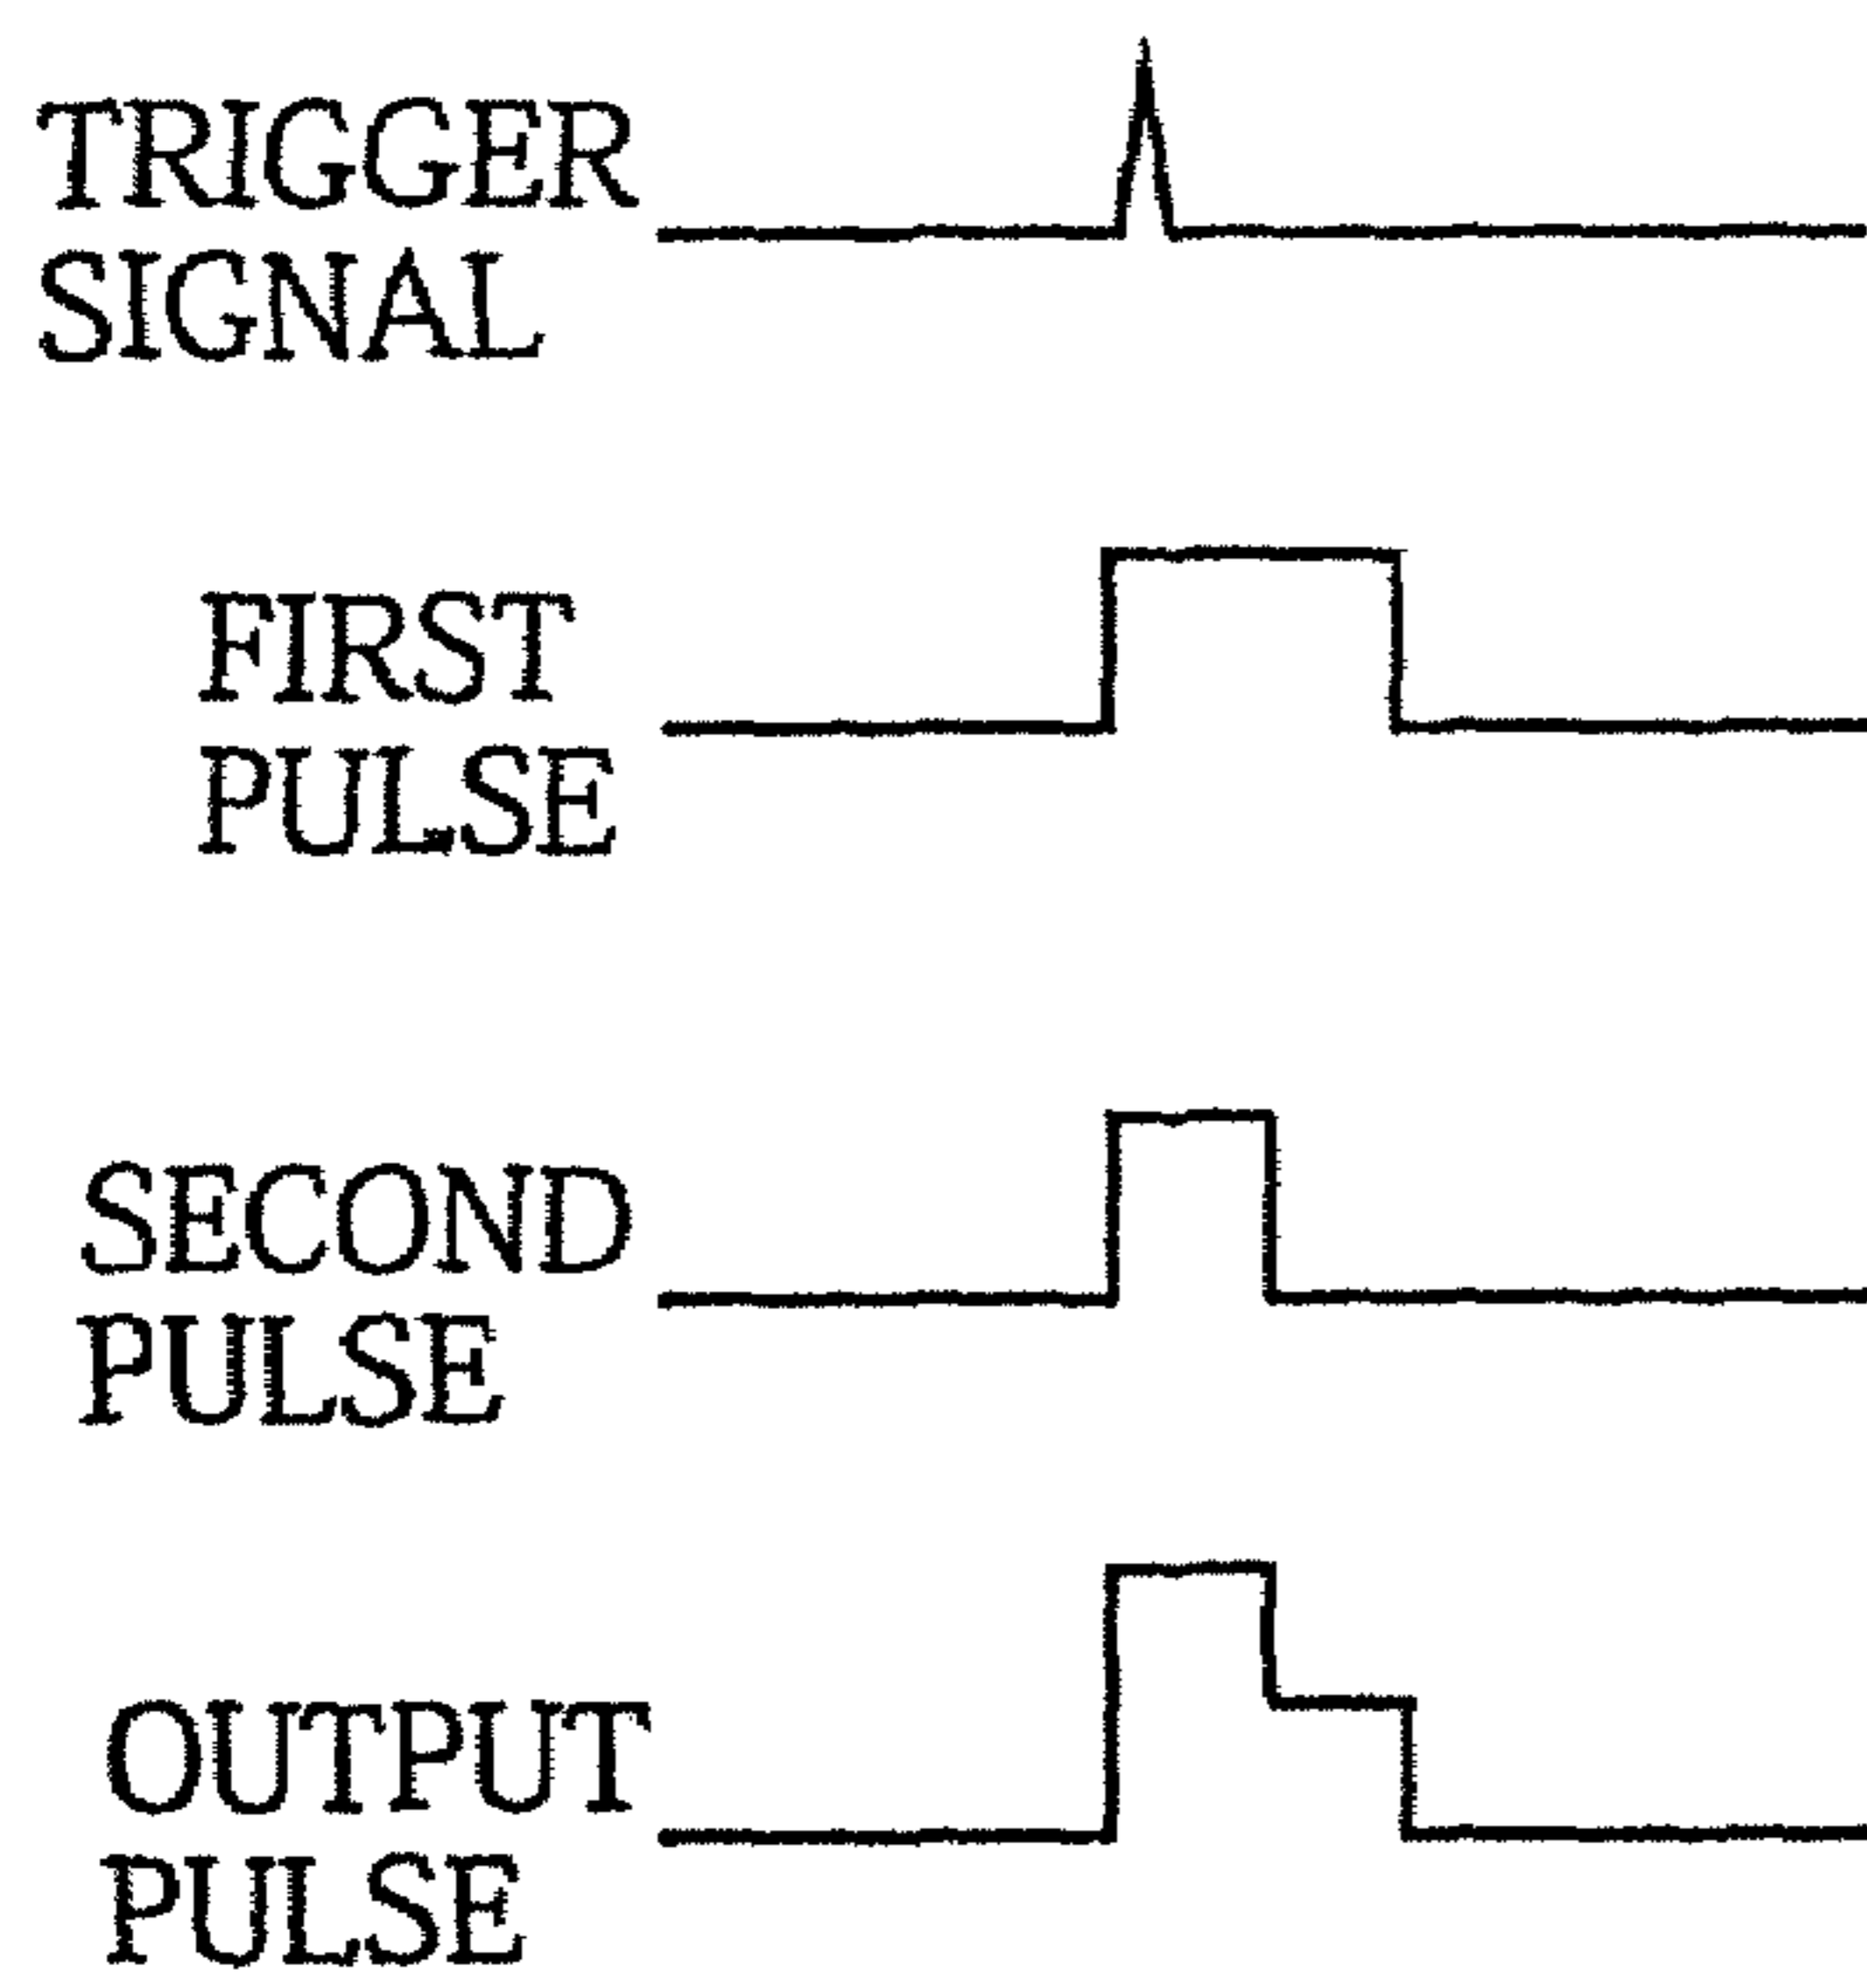 TRIGGER
SIGNAL
FIRST
PULSE
SECOND
PULSE
OUTPUT
PULSE